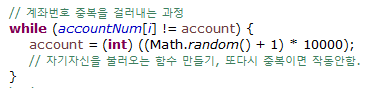 // 계좌번호 중복을 걸러내는 과정
while (accountNum[i] != account) {
account = (int) ((Math.random() + 1) * 10000);
// 자기자신을 불러오는 함수 만들기, 또다시 중복이면 작동안함.
}